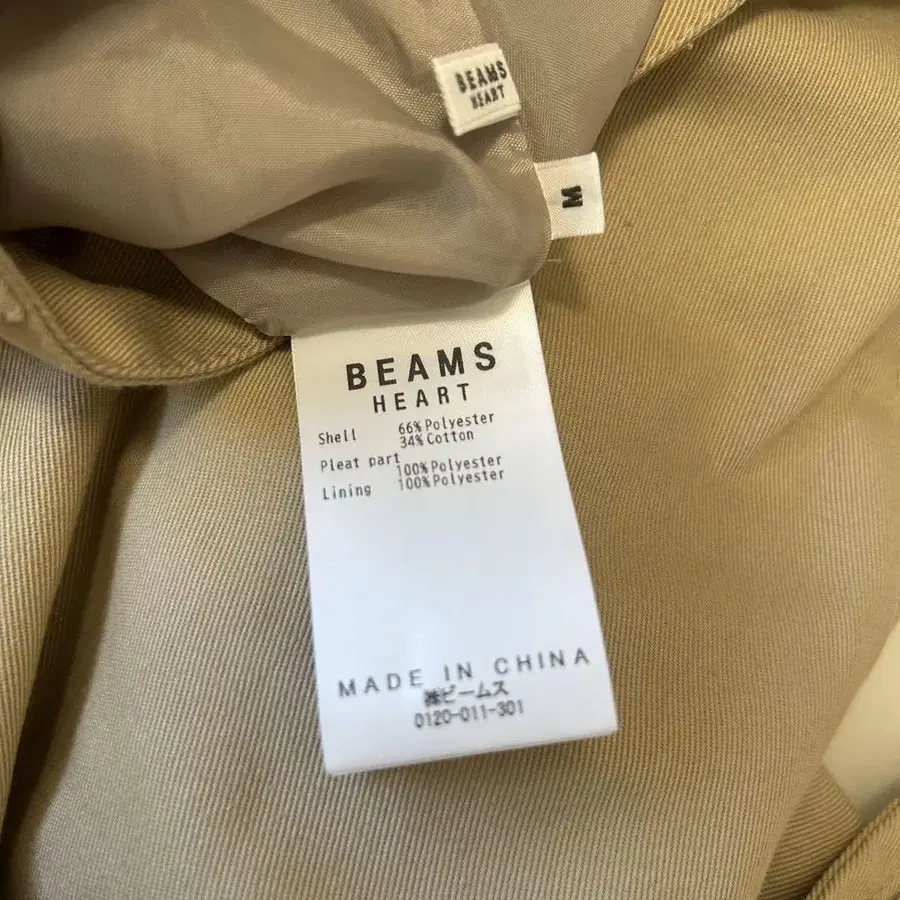 BEAMS
HEART
M
BEAMS
HEART
Shell 66% Polyester
34% Cotton
Pleat part 100% Polyester
Lining 100% Polyester
MADE IN CHINA
㈱ビームス
0120-011-301